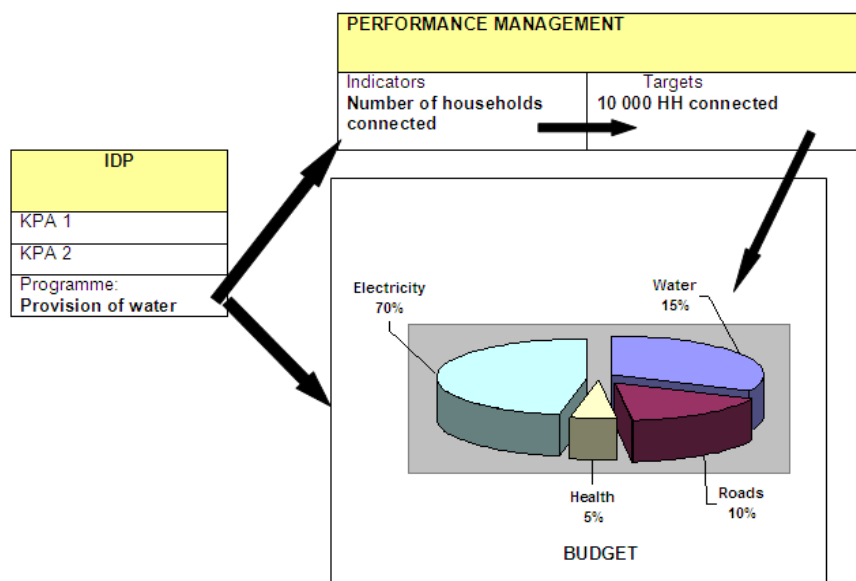 PERFORMANCE MANAGEMENT
Indicators
Number of households
connected
Targets
10 000 HH connected
IDP
KPA 1
KPA 2
Programme:
Provision of water
Electricity
70%
Water
15%
Health
5%
Roads
10%
BUDGET